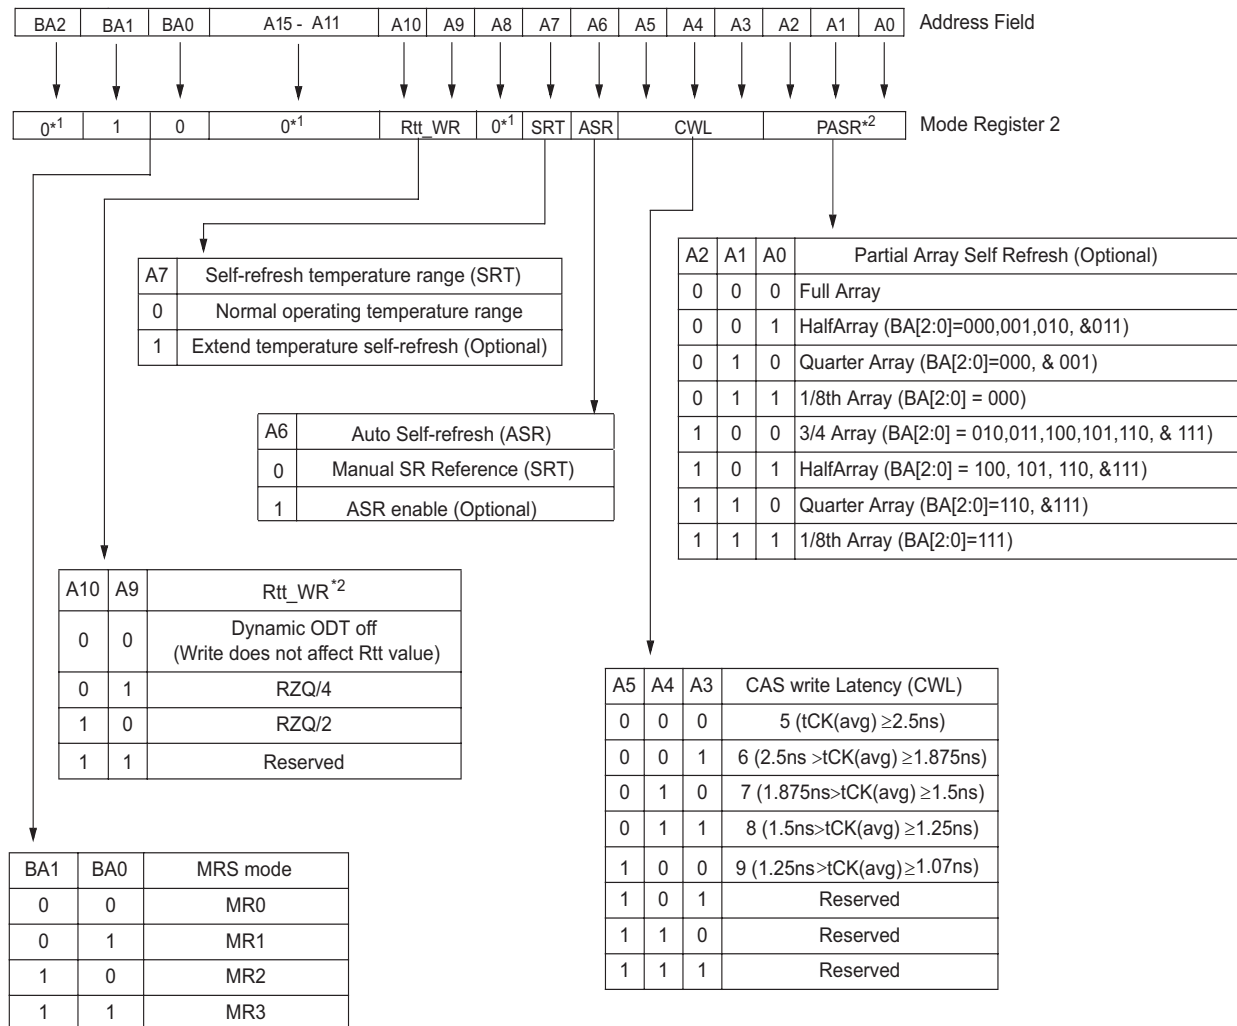 BA2 BA1 BA0 A15 - A11 A10 A9 A8 A7 A6 A5 A4 A3 A2 A1 A0 Address Field
0*1 1 0 0*1 Rtt_WR 0*1 SRT ASR CWL PASR*2 Mode Register 2
A7 Self-refresh temperature range (SRT)
0 Normal operating temperature range
1 Extend temperature self-refresh (Optional)
A2 A1 A0 Partial Array Self Refresh (Optional)
0 0 0 Full Array
0 0 1 HalfArray (BA[2:0]=000,001,010, &011)
0 1 0 Quarter Array (BA[2:0]=000, & 001)
0 1 1 1/8th Array (BA[2:0] = 000)
1 0 0 3/4 Array (BA[2:0] = 010,011,100,101,110, & 111)
1 0 1 HalfArray (BA[2:0] = 100, 101, 110, &111)
1 1 0 Quarter Array (BA[2:0]=110, &111)
1 1 1 1/8th Array (BA[2:0]=111)
A6 Auto Self-refresh (ASR)
0 Manual SR Reference (SRT)
1 ASR enable (Optional)
A10 A9 Rtt_WR*2
0 0 Dynamic ODT off
(Write does not affect Rtt value)
0 1 RZQ/4
1 0 RZQ/2
1 1 Reserved
A5 A4 A3 CAS write Latency (CWL)
0 0 0 5 (tCK(avg) ≥2.5ns)
0 0 1 6 (2.5ns >tCK(avg) ≥1.875ns)
0 1 0 7 (1.875ns>tCK(avg) ≥1.5ns)
0 1 1 8 (1.5ns>tCK(avg) ≥1.25ns)
1 0 0 9 (1.25ns>tCK(avg) ≥1.07ns)
1 0 1 Reserved
1 1 0 Reserved
1 1 1 Reserved
BA1 BA0 MRS mode
0 0 MR0
0 1 MR1
1 0 MR2
1 1 MR3